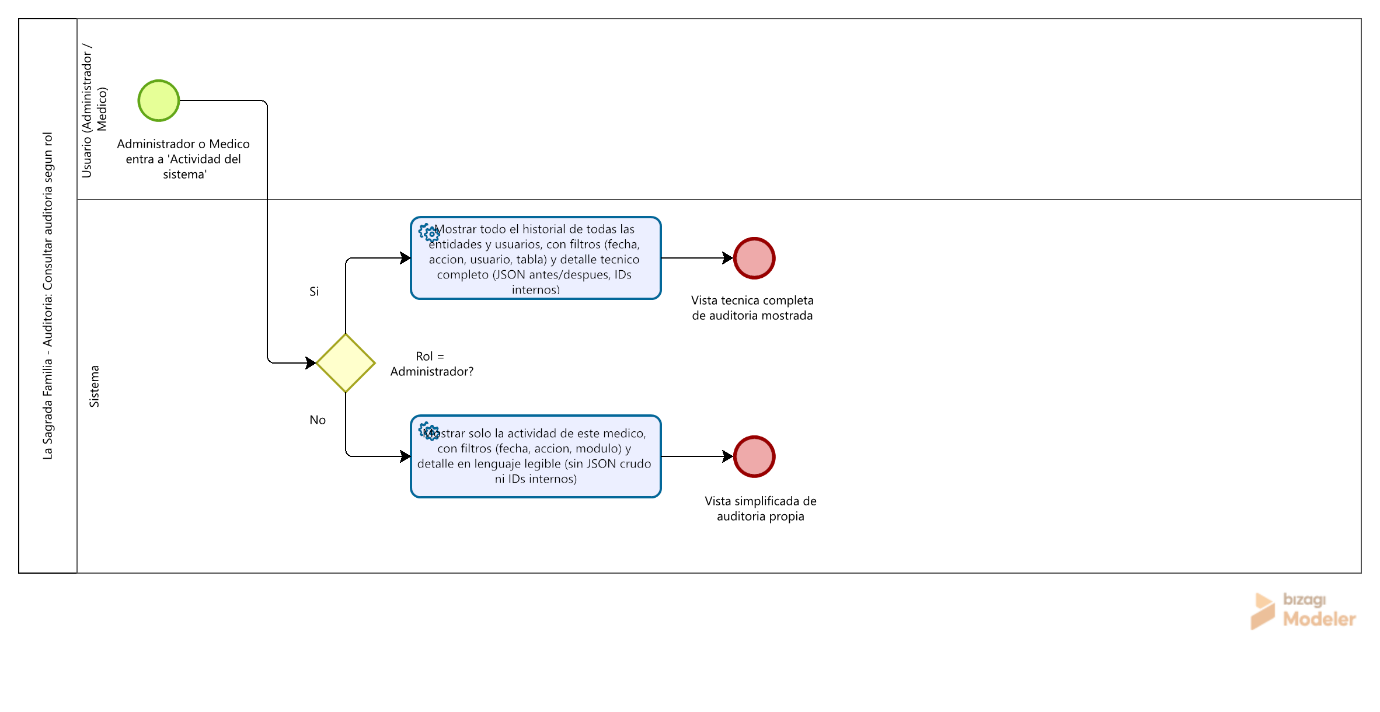 La Sagrada Familia - Auditoria: Consultar auditoria segun rol
Usuario (Administrador /
Medico)
Administrador o Medico
entra a 'Actividad del
sistema'
Sistema
Mostrar todo el historial de todas las
entidades y usuarios, con filtros (fecha,
accion, usuario, tabla) y detalle tecnico
completo (JSON antes/despues, IDs
internos)
Vista tecnica completa
de auditoria mostrada
Si
Rol =
Administrador?
No
Mostrar solo la actividad de este medico,
con filtros (fecha, accion, modulo) y
detalle en lenguaje legible (sin JSON crudo
ni IDs internos)
Vista simplificada de
auditoria propia
bizagi
Modeler